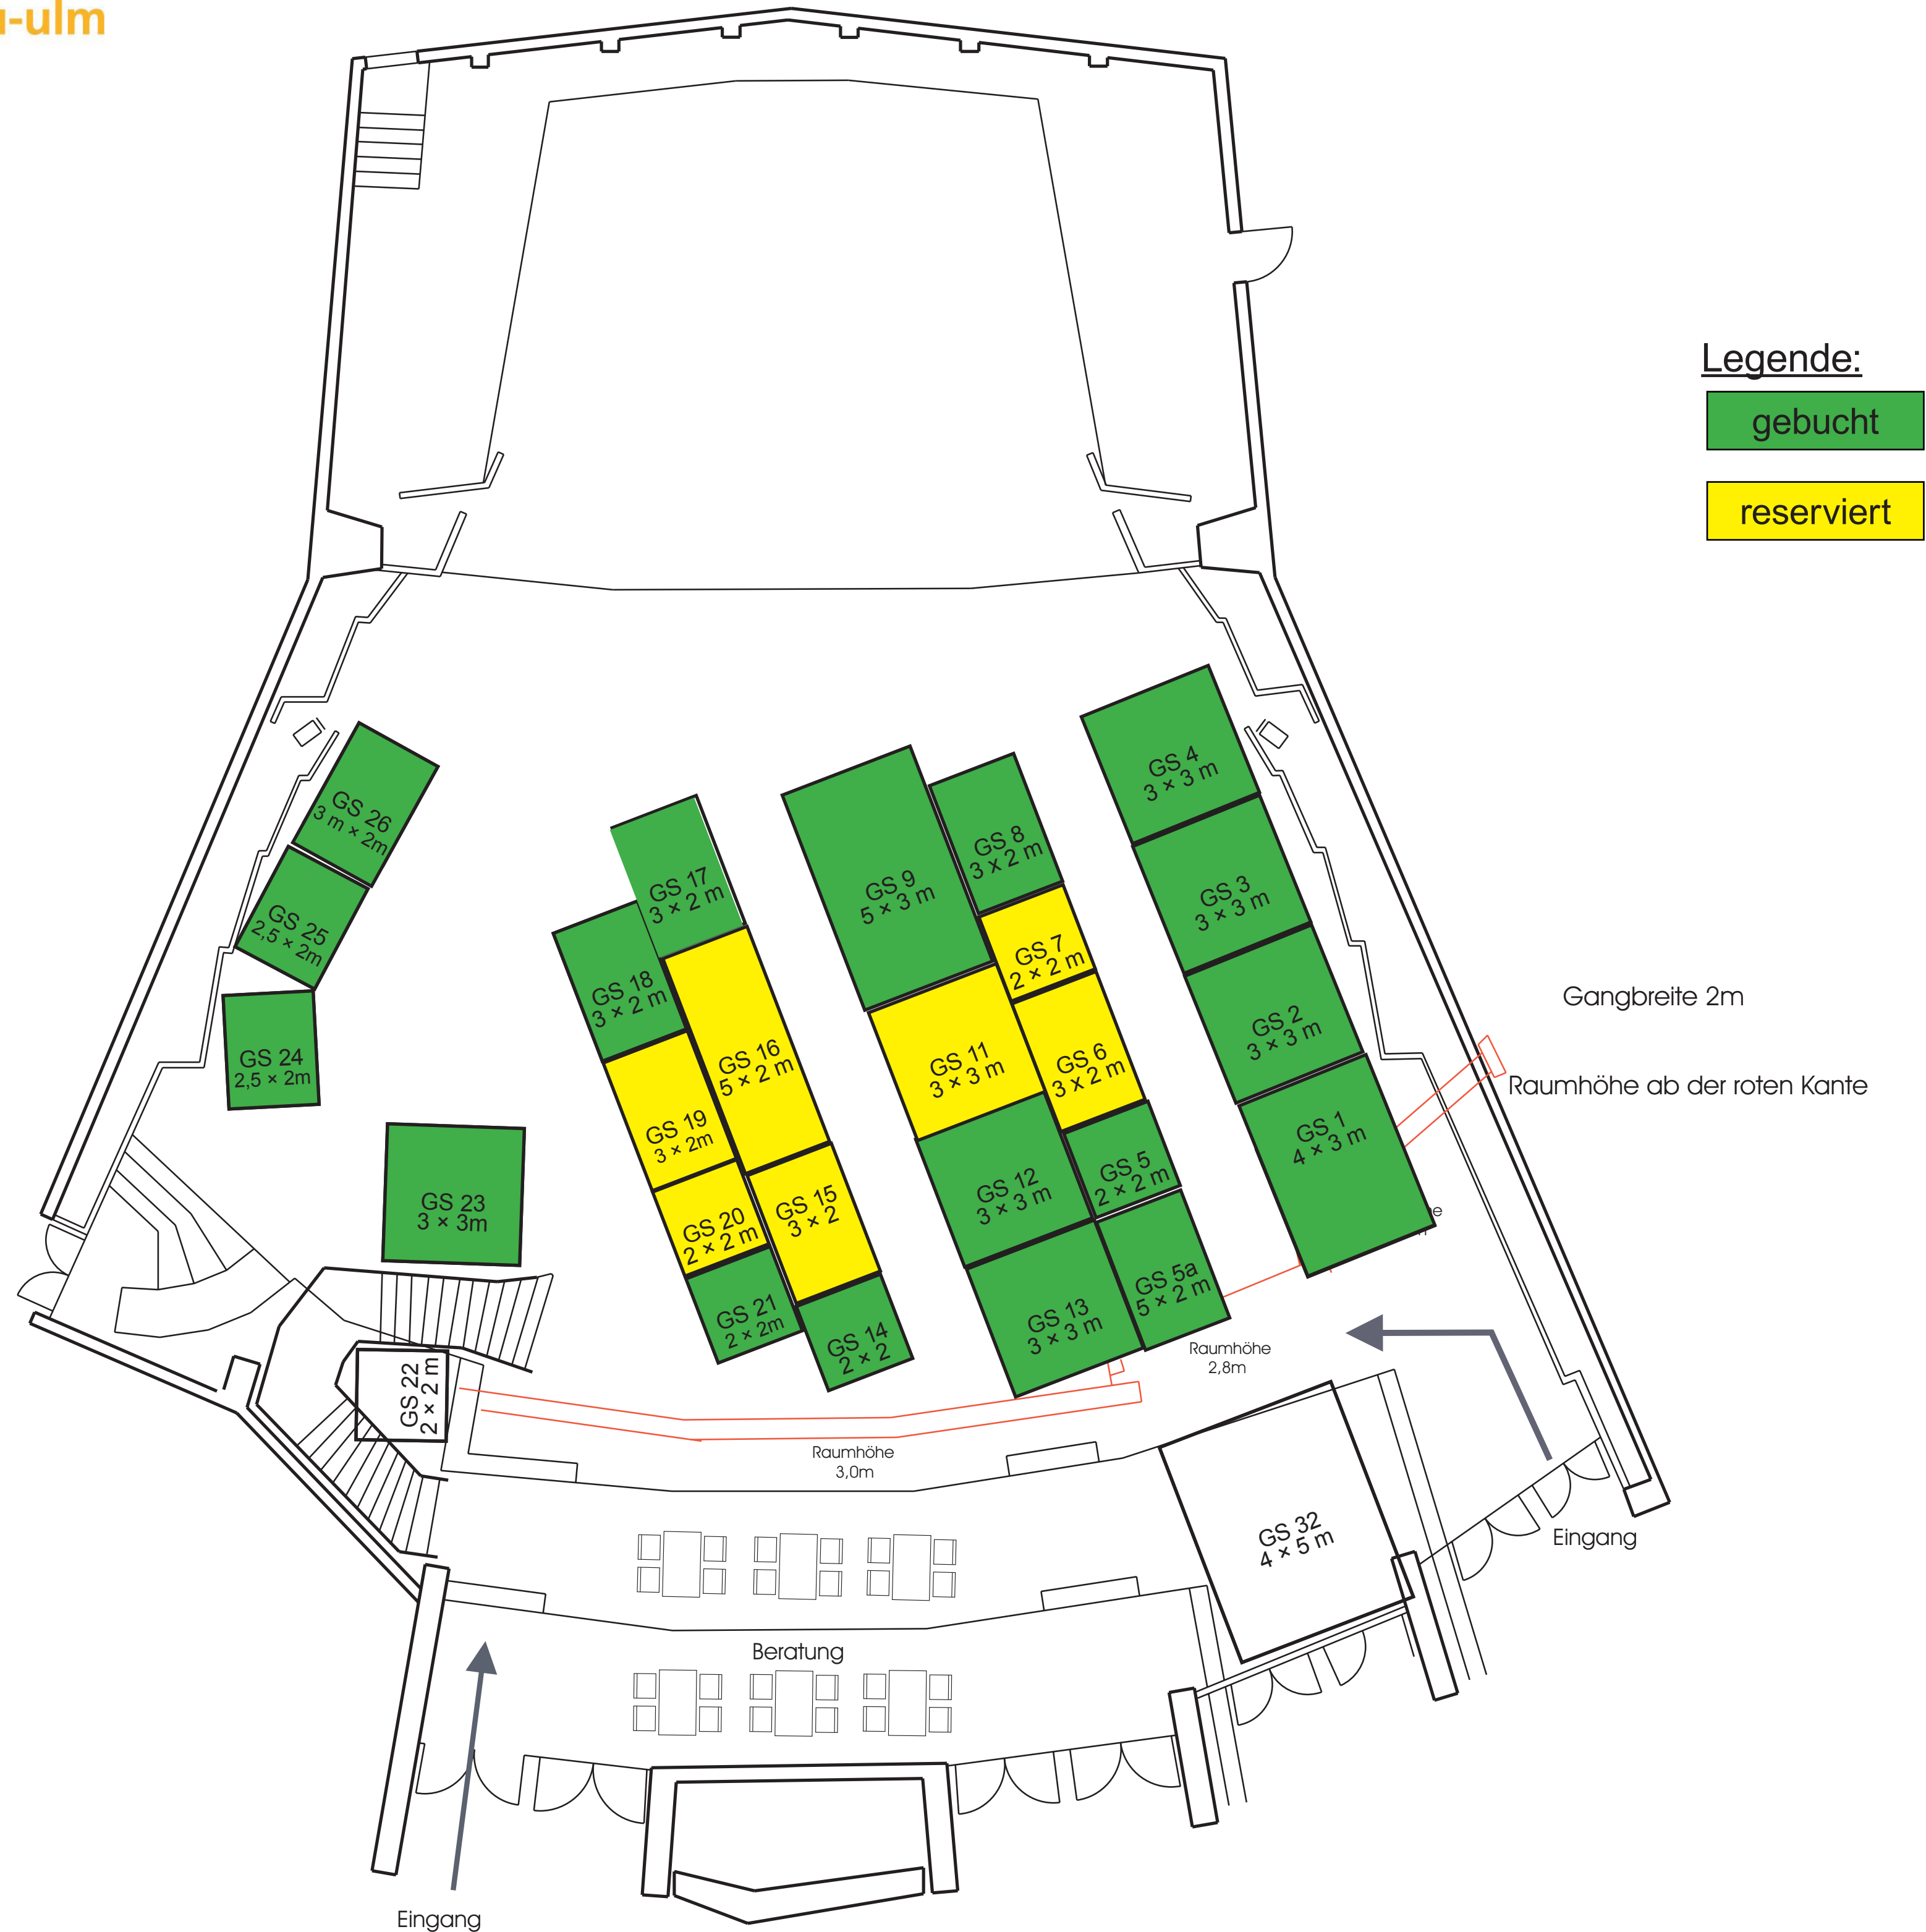 -ulm
Legende:
gebucht
reserviert
GS 4
3 × 3 m
GS 3
3 × 3 m
GS 2
3 × 3 m
GS 1
4 × 3 m
GS 8
3 x 2 m
GS 7
2 × 2 m
GS 6
3 x 2 m
GS 5
2 × 2 m
GS 5a
5 × 2 m
GS 9
5 × 3 m
GS 11
3 × 3 m
GS 12
3 × 3 m
GS 13
3 × 3 m
GS 17
3 × 2 m
GS 16
5 × 2 m
GS 15
3 × 2
GS 14
2 × 2
GS 18
3 × 2 m
GS 19
3 × 2m
GS 20
2 × 2 m
GS 21
2 × 2m
GS 26
3 m × 2m
GS 25
2,5 × 2m
GS 24
2,5 × 2m
GS 23
3 × 3m
GS 22
2 × 2 m
GS 32
4 × 5 m
Gangbreite 2m
Raumhöhe ab der roten Kante
Raumhöhe
2,8m
Raumhöhe
3,0m
Beratung
Eingang
Eingang